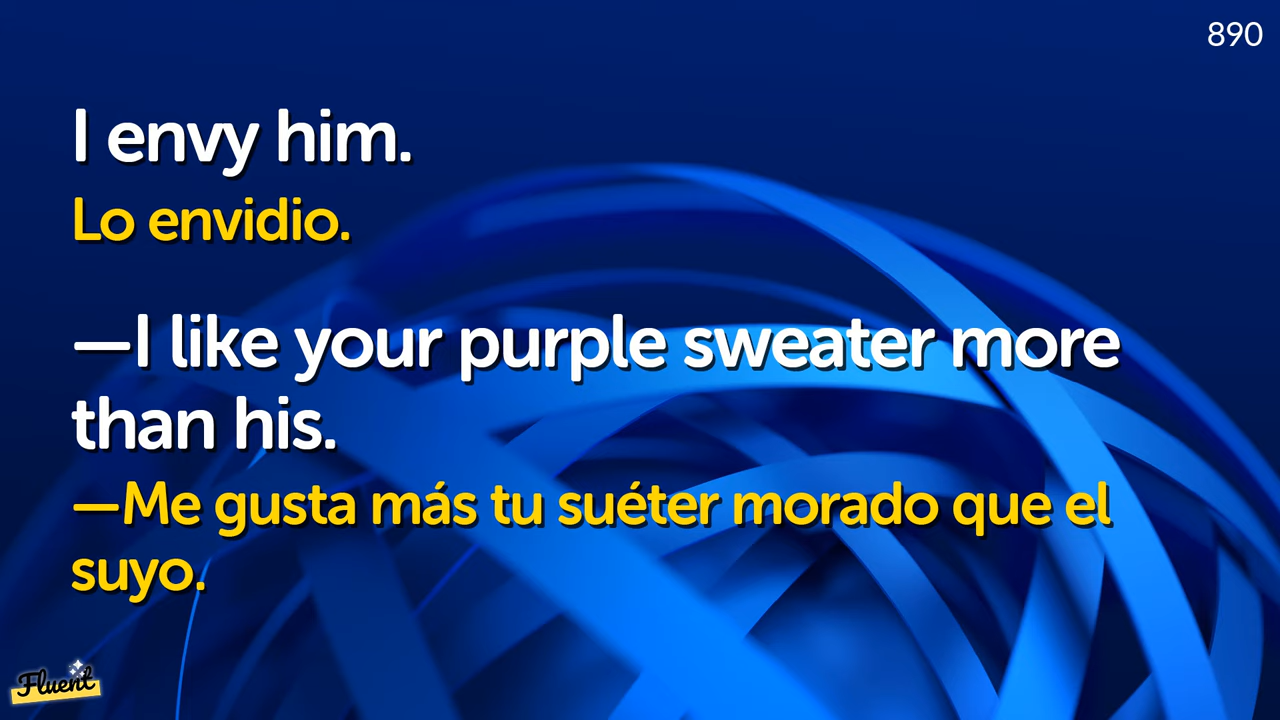 890
I envy him.
Lo envidio.
—I like your purple sweater more
than his.
—Me gusta más tu suéter morado que el
suyo.
Fluent